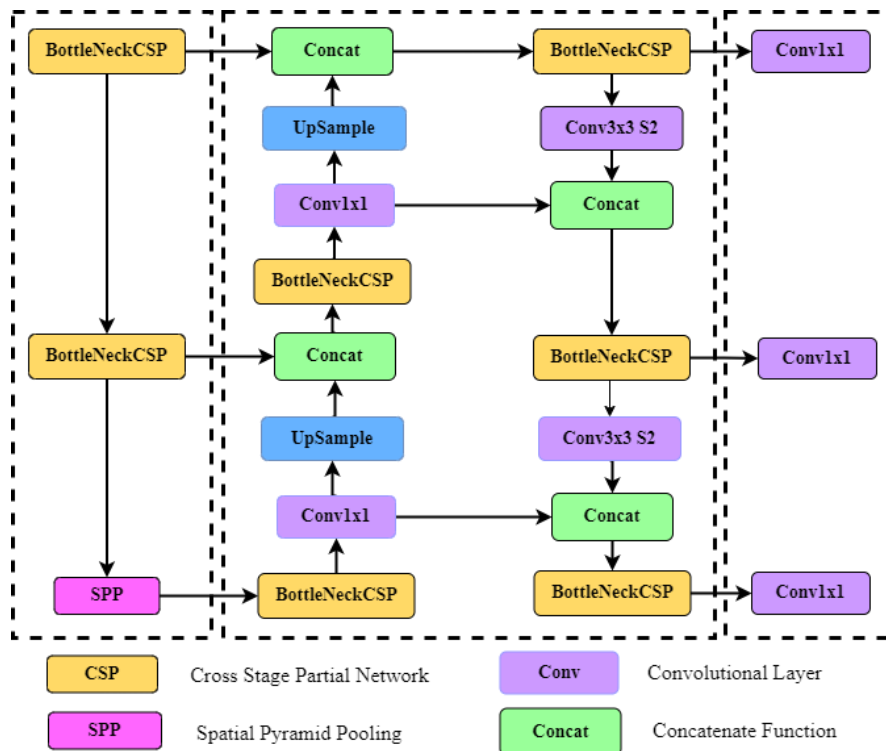 BottleNeckCSP
Concat
BottleNeckCSP
Conv1x1
UpSample
Conv3x3 S2
Conv1x1
Concat
BottleNeckCSP
BottleNeckCSP
Concat
BottleNeckCSP
Conv1x1
UpSample
Conv3x3 S2
Conv1x1
Concat
SPP
BottleNeckCSP
BottleNeckCSP
Conv1x1
CSP
Cross Stage Partial Network
Conv
Convolutional Layer
SPP
Spatial Pyramid Pooling
Concat
Concatenate Function